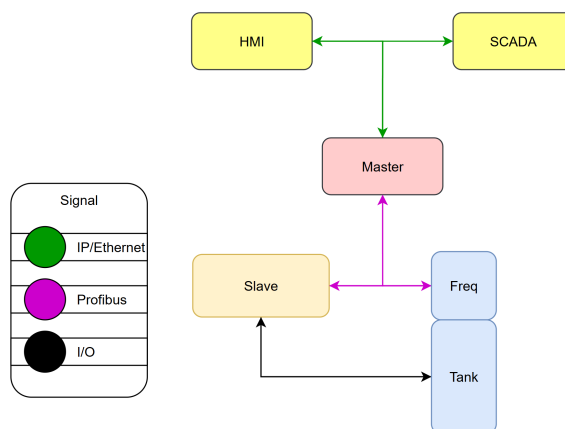 HMI
SCADA
Master
Signal
IP/Ethernet
Profibus
I/O
Slave
Freq
Tank